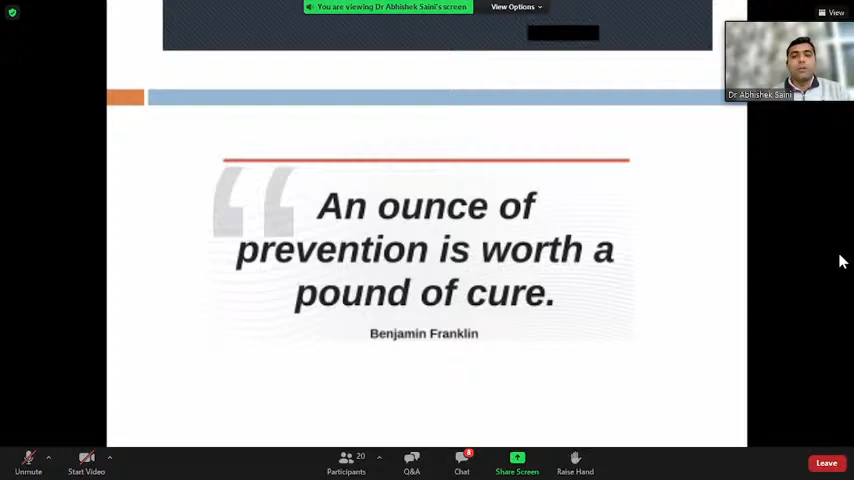 You are viewing Dr Abhishek Saini's screen
View Options
View
Dr Abhishek Saini
An ounce of
prevention is worth a
pound of cure.
Benjamin Franklin
Unmute
Start Video
20
Participants
Q&A
8
Chat
Share Screen
Raise Hand
Leave